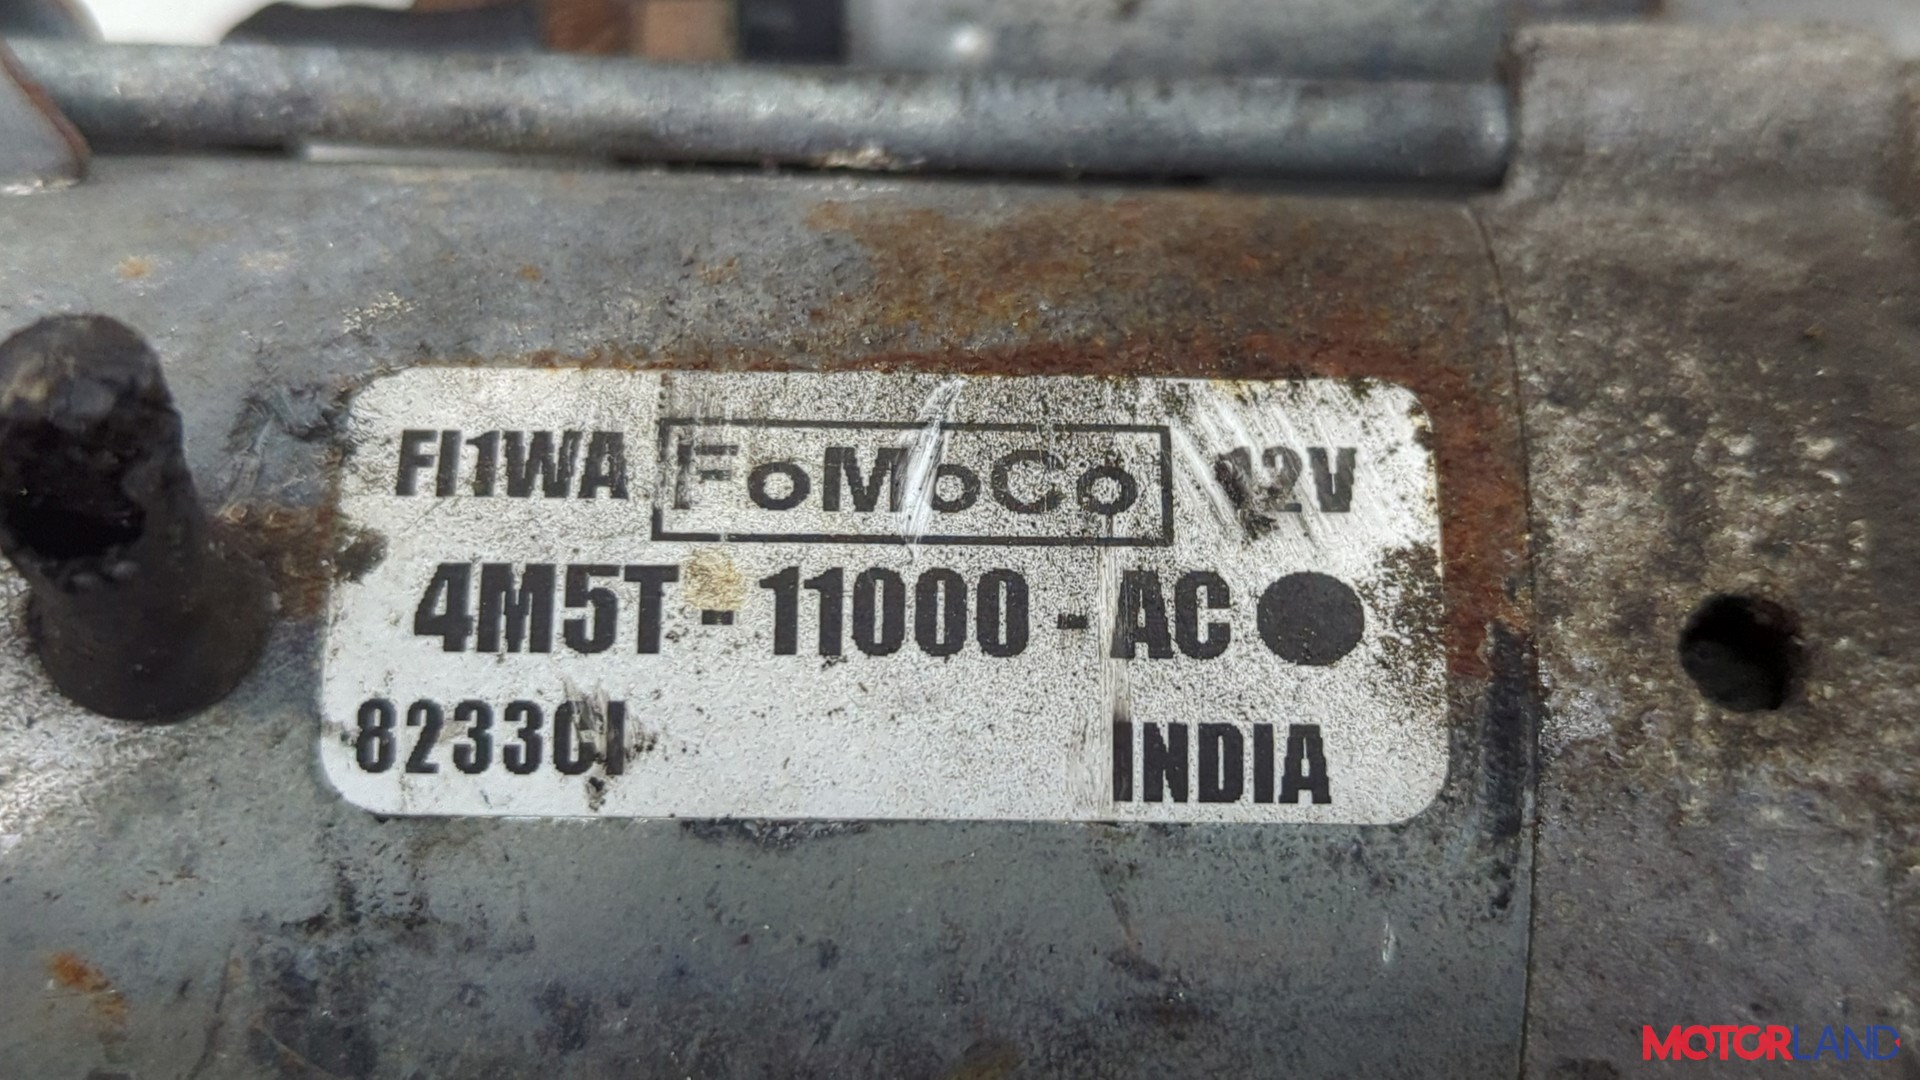 FI1WA FoMoCo 12V
4M5T - 11000 - AC
8233CI INDIA
MOTORLAND